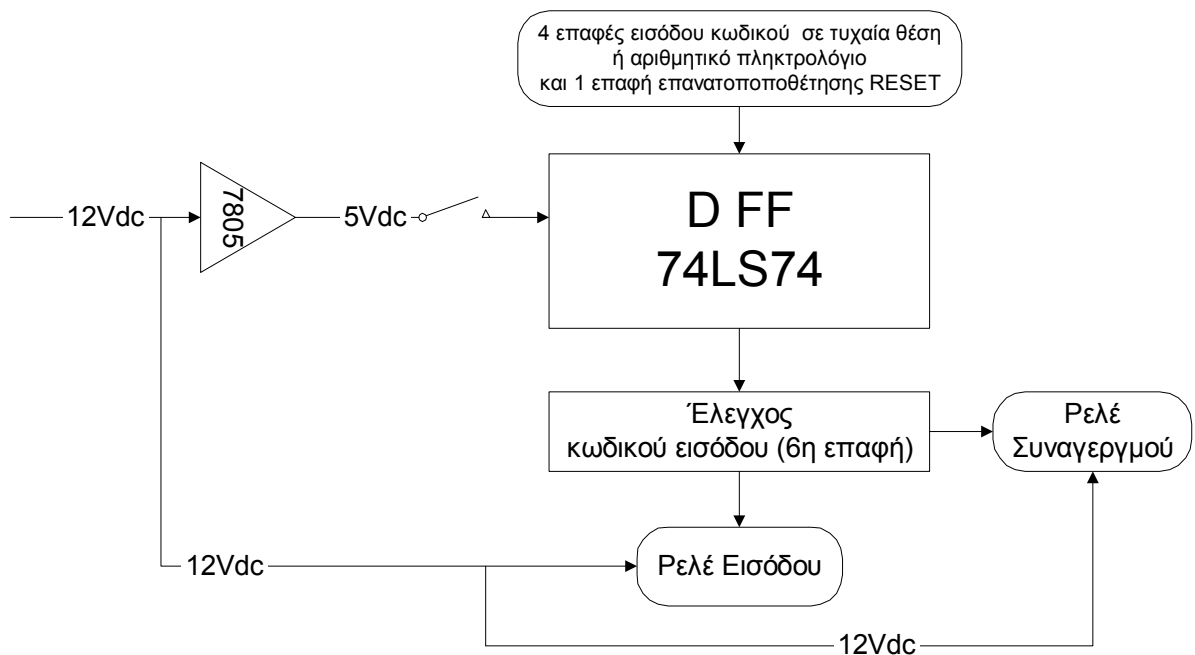 4 επαφές εισόδου κωδικού σε τυχαία θέση
ή αριθμητικό πληκτρολόγιο
και 1 επαφή επανατοποποθέτησης RESET
12Vdc
7805
5Vdc
D FF
74LS74
Έλεγχος
κωδικού εισόδου (6η επαφή)
Ρελέ
Συναγεργμού
12Vdc
Ρελέ Εισόδου
12Vdc